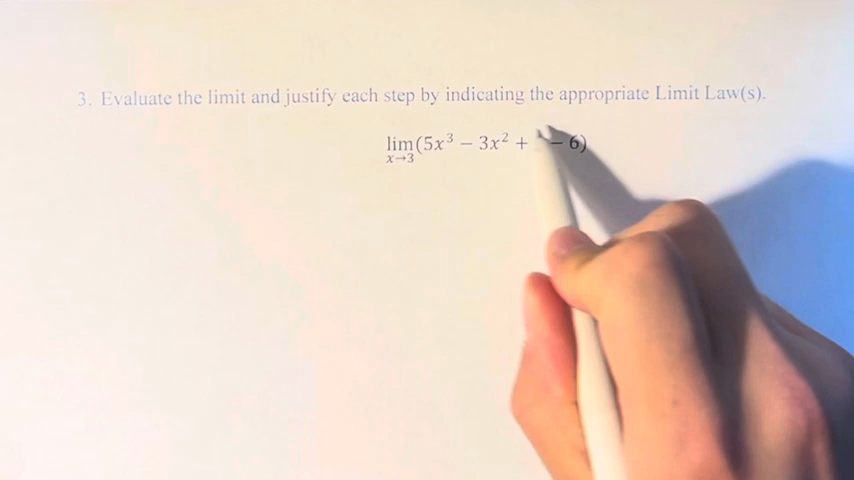 3. Evaluate the limit and justify each step by indicating the appropriate Limit Law(s).
lim(5x³ − 3x² + − 6)
x→3